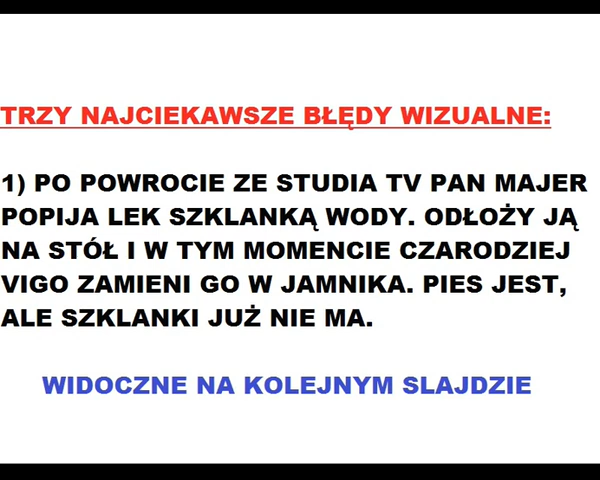 TRZY NAJCIEKAWSZE BŁĘDY WIZUALNE:
1) PO POWROCIE ZE STUDIA TV PAN MAJER
POPIJA LEK SZKLANKĄ WODY. ODŁOŻY JĄ
NA STÓŁ I W TYM MOMENCIE CZARODZIEJ
VIGO ZAMIENI GO W JAMNIKA. PIES JEST,
ALE SZKLANKI JUŻ NIE MA.
WIDOCZNE NA KOLEJNYM SLAJDZIE